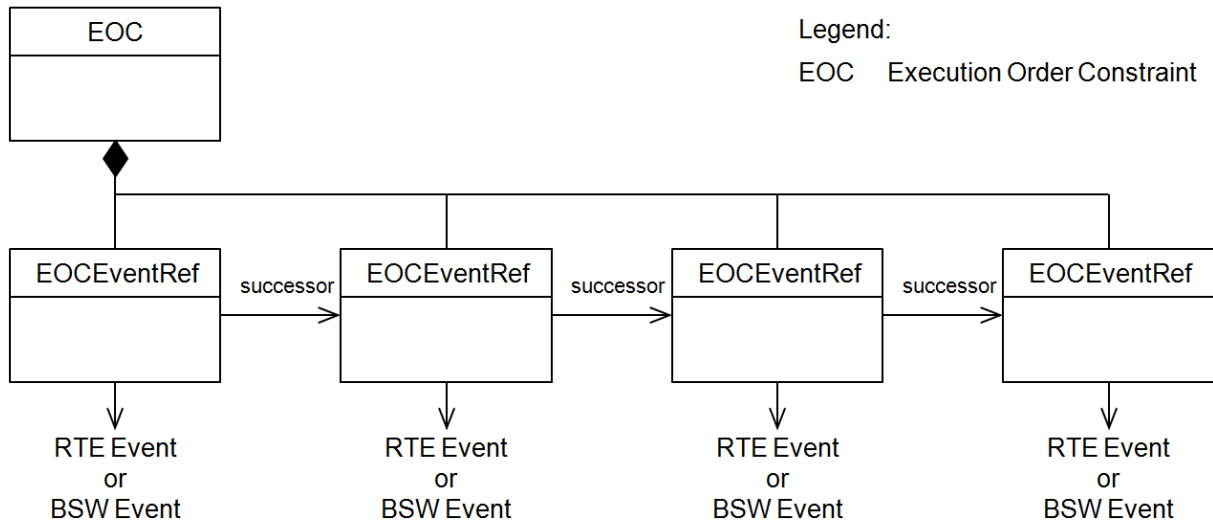 EOC
Legend:
EOC Execution Order Constraint
EOCEventRef
successor
EOCEventRef
successor
EOCEventRef
successor
EOCEventRef
RTE Event
or
BSW Event
RTE Event
or
BSW Event
RTE Event
or
BSW Event
RTE Event
or
BSW Event